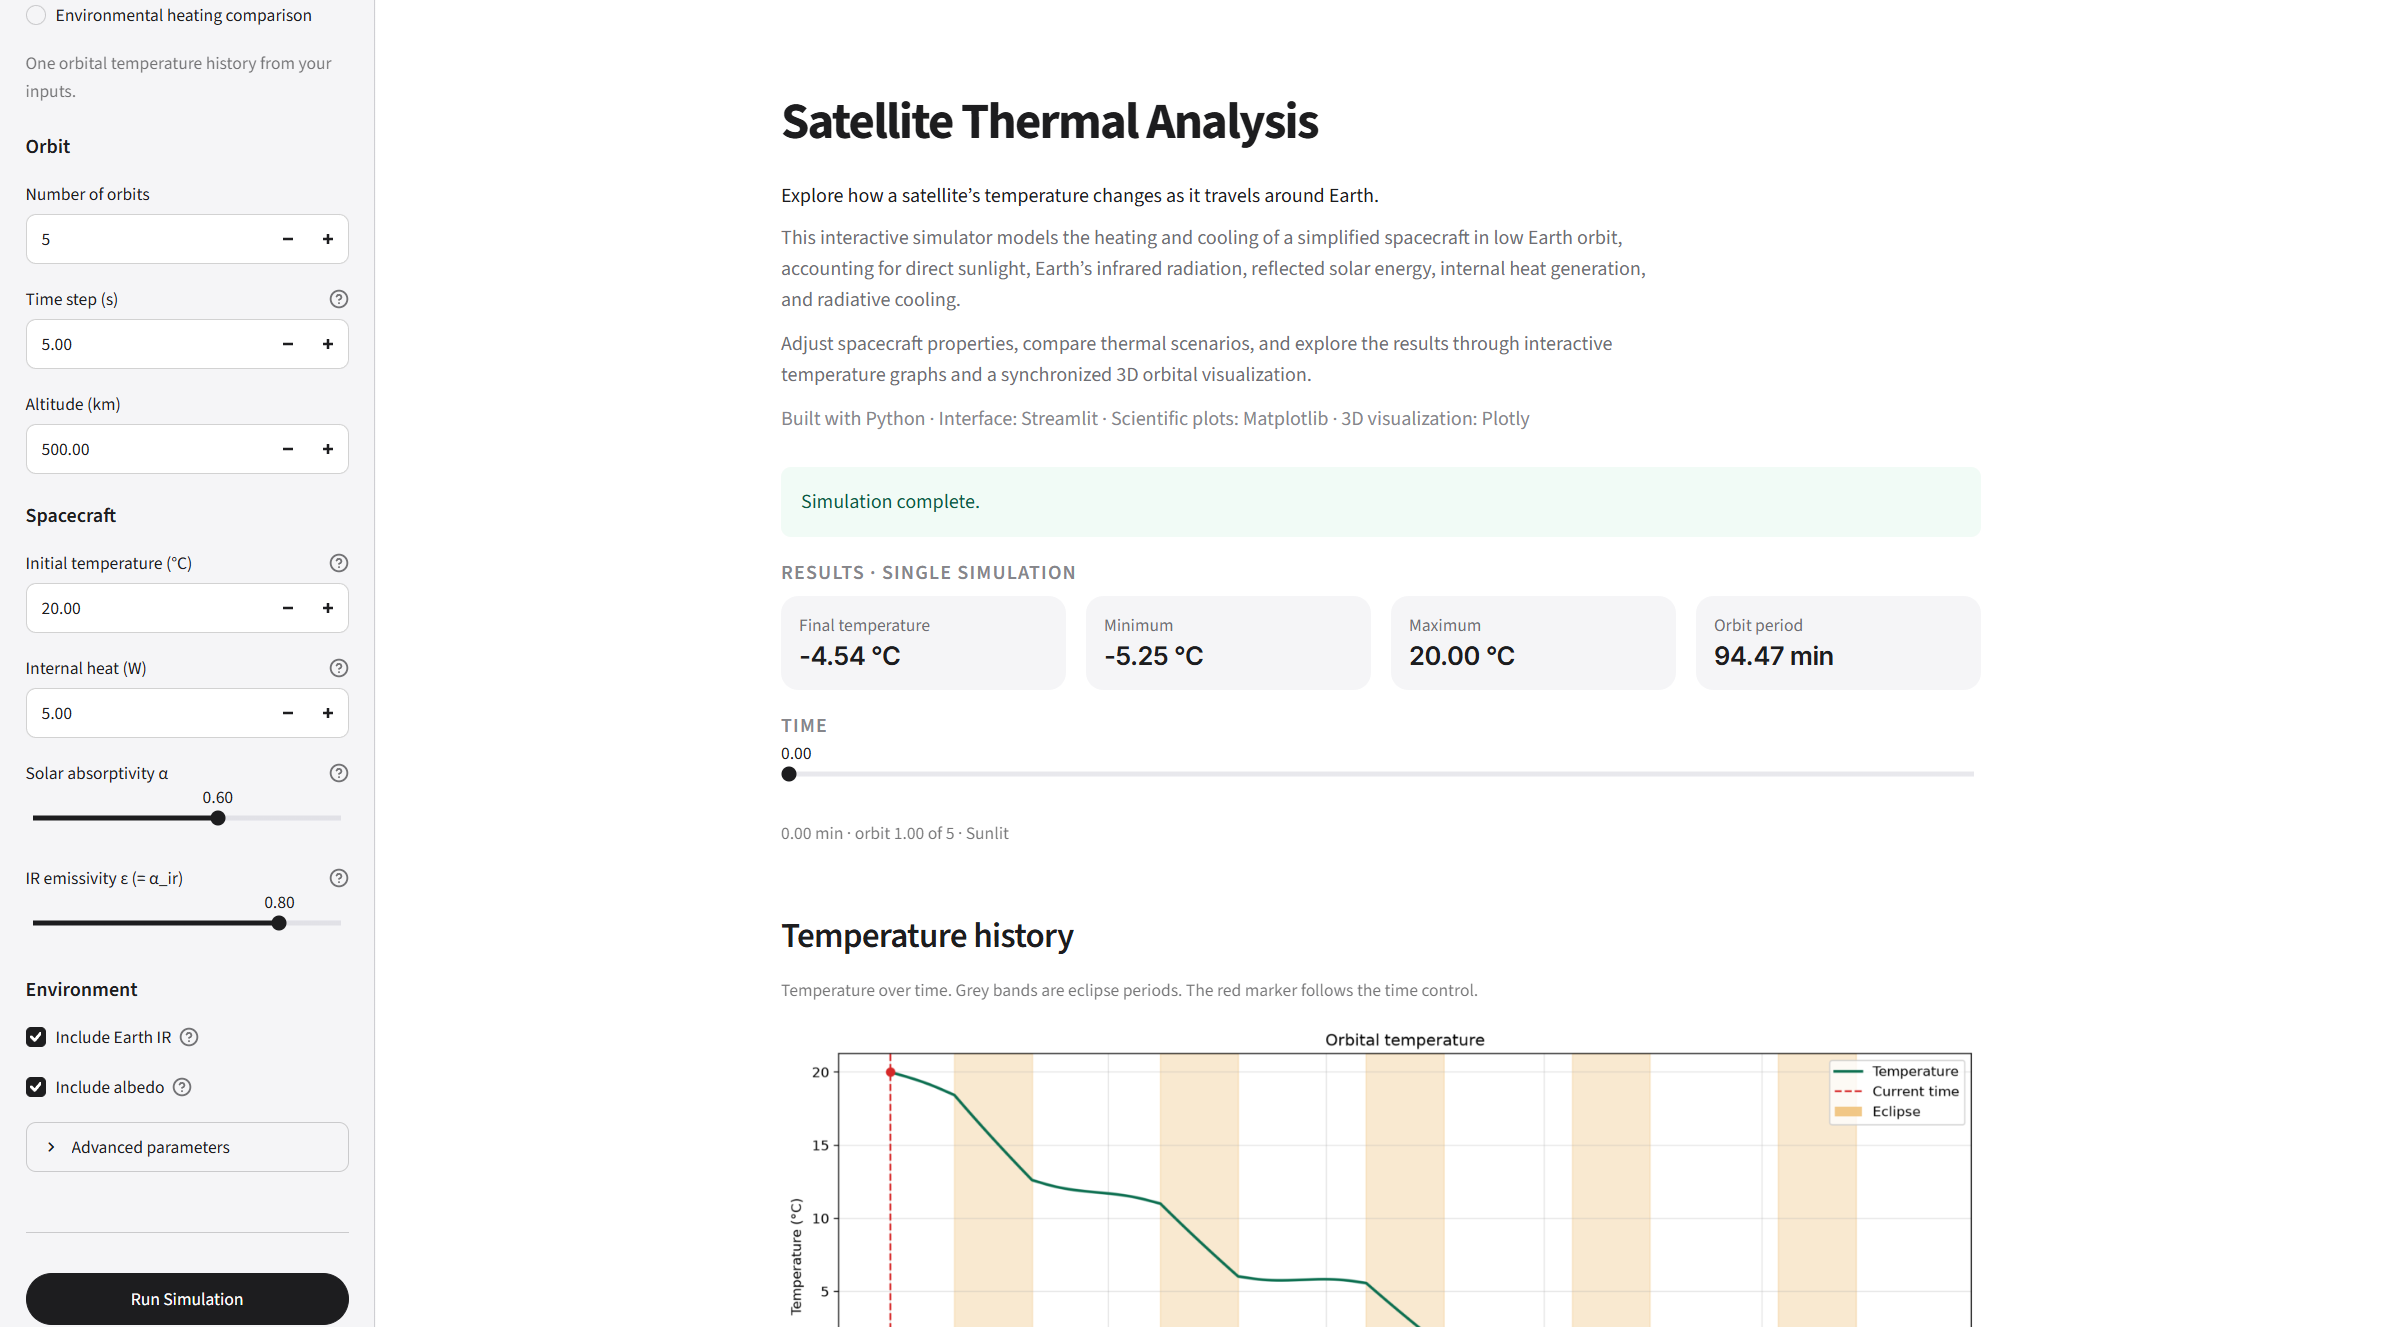 Environmental heating comparison
One orbital temperature history from your
inputs.
Orbit
Number of orbits
5
Time step (s)
5.00
Altitude (km)
500.00
Spacecraft
Initial temperature (°C)
20.00
Internal heat (W)
5.00
Solar absorptivity α
0.60
IR emissivity ε (= α_ir)
0.80
Environment
Include Earth IR
Include albedo
Advanced parameters
Run Simulation
Satellite Thermal Analysis
Explore how a satellite’s temperature changes as it travels around Earth.
This interactive simulator models the heating and cooling of a simplified spacecraft in low Earth orbit,
accounting for direct sunlight, Earth’s infrared radiation, reflected solar energy, internal heat generation,
and radiative cooling.
Adjust spacecraft properties, compare thermal scenarios, and explore the results through interactive
temperature graphs and a synchronized 3D orbital visualization.
Built with Python · Interface: Streamlit · Scientific plots: Matplotlib · 3D visualization: Plotly
Simulation complete.
RESULTS · SINGLE SIMULATION
Final temperature
-4.54 °C
Minimum
-5.25 °C
Maximum
20.00 °C
Orbit period
94.47 min
TIME
0.00
0.00 min · orbit 1.00 of 5 · Sunlit
Temperature history
Temperature over time. Grey bands are eclipse periods. The red marker follows the time control.
Orbital temperature
Temperature
Current time
Eclipse
20
15
10
5
Temperature (°C)